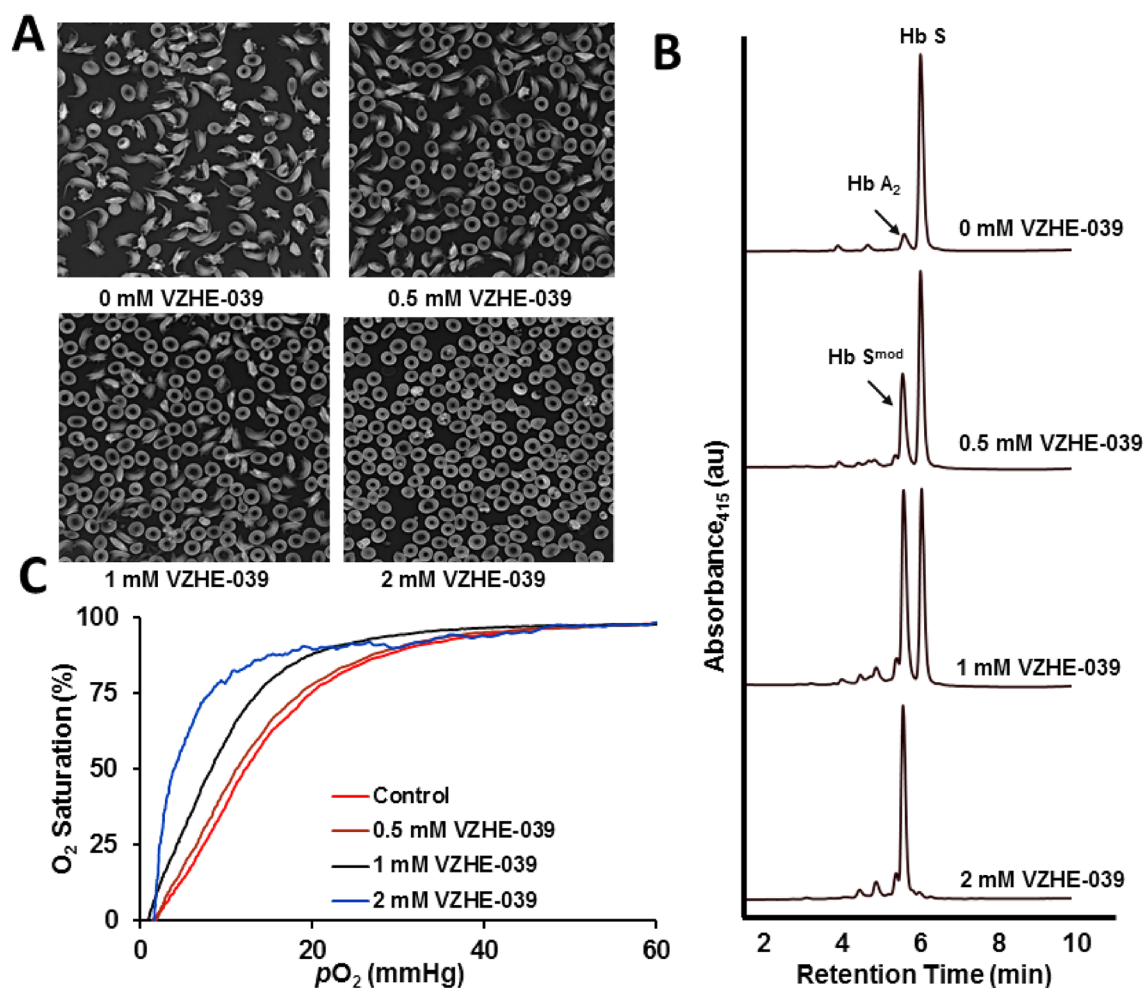 A
0 mM VZHE-039
0.5 mM VZHE-039
1 mM VZHE-039
2 mM VZHE-039
B
Hb S
Hb A₂
0 mM VZHE-039
Hb Sᵐᵒᵈ
0.5 mM VZHE-039
1 mM VZHE-039
2 mM VZHE-039
Absorbance₄₁₅ (au)
2 4 6 8 10
Retention Time (min)
C
100
75
50
25
0
O₂ Saturation (%)
Control
0.5 mM VZHE-039
1 mM VZHE-039
2 mM VZHE-039
0 20 40 60
pO₂ (mmHg)